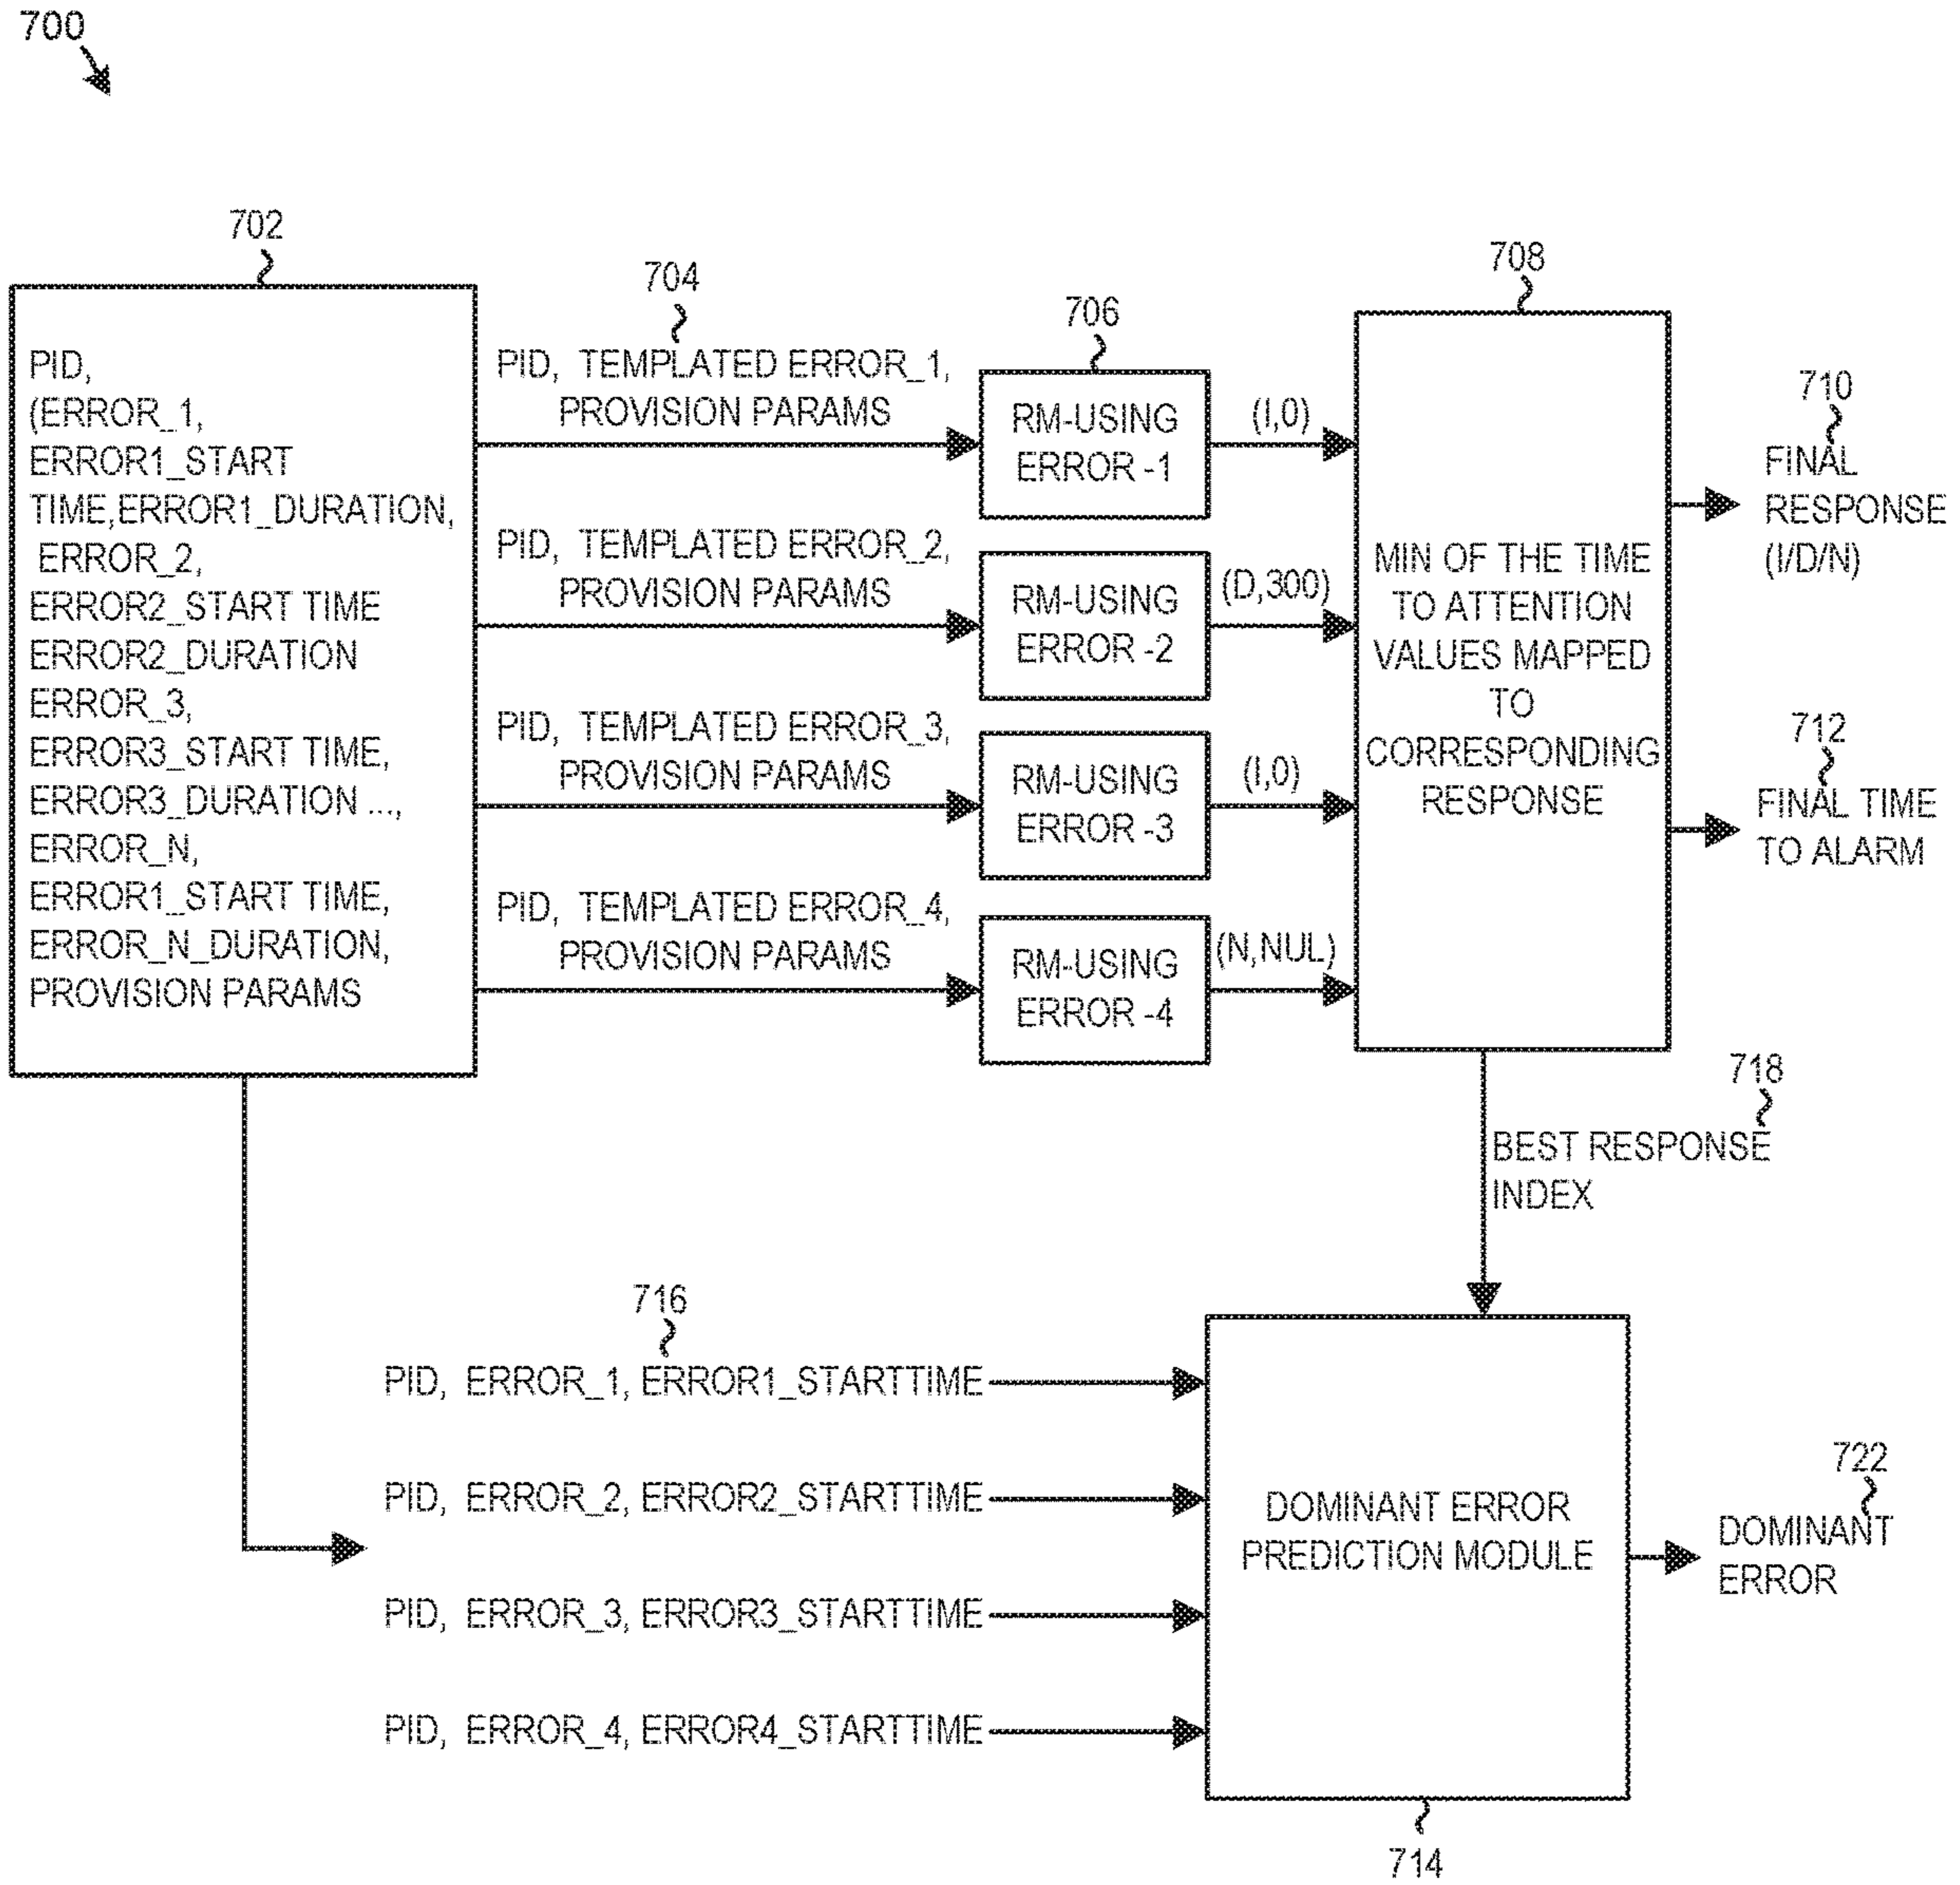 700
702
PID,
(ERROR_1,
ERROR1_START
TIME,ERROR1_DURATION,
ERROR_2,
ERROR2_START TIME
ERROR2_DURATION
ERROR_3,
ERROR3_START TIME,
ERROR3_DURATION ...,
ERROR_N,
ERROR1_START TIME,
ERROR_N_DURATION,
PROVISION PARAMS
704
PID, TEMPLATED ERROR_1,
PROVISION PARAMS
PID, TEMPLATED ERROR_2,
PROVISION PARAMS
PID, TEMPLATED ERROR_3,
PROVISION PARAMS
PID, TEMPLATED ERROR_4,
PROVISION PARAMS
706
RM-USING
ERROR -1
RM-USING
ERROR -2
RM-USING
ERROR -3
RM-USING
ERROR -4
(I,0)
(D,300)
(I,0)
(N,NUL)
708
MIN OF THE TIME
TO ATTENTION
VALUES MAPPED
TO
CORRESPONDING
RESPONSE
710
FINAL
RESPONSE
(I/D/N)
712
FINAL TIME
TO ALARM
718
BEST RESPONSE
INDEX
716
PID, ERROR_1, ERROR1_STARTTIME
PID, ERROR_2, ERROR2_STARTTIME
PID, ERROR_3, ERROR3_STARTTIME
PID, ERROR_4, ERROR4_STARTTIME
DOMINANT ERROR
PREDICTION MODULE
714
722
DOMINANT
ERROR